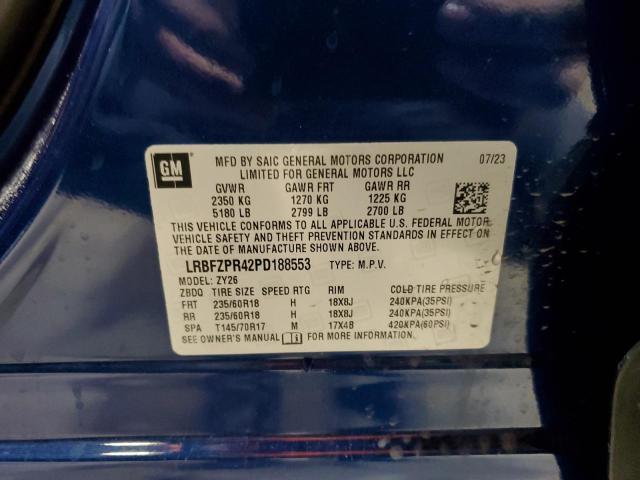 GM
MFD BY SAIC GENERAL MOTORS CORPORATION 07/23
LIMITED FOR GENERAL MOTORS LLC
GVWR GAWR FRT GAWR RR
2350 KG 1270 KG 1225 KG
5180 LB 2799 LB 2700 LB
THIS VEHICLE CONFORMS TO ALL APPLICABLE U.S. FEDERAL MOTOR
VEHICLE SAFETY AND THEFT PREVENTION STANDARDS IN EFFECT ON
THE DATE OF MANUFACTURE SHOWN ABOVE.
LRBFZPR42PD188553 TYPE: M.P.V.
MODEL: ZY26
ZBDQ TIRE SIZE SPEED RTG RIM COLD TIRE PRESSURE
FRT 235/60R18 H 18X8J 240KPA(35PSI)
RR 235/60R18 H 18X8J 240KPA(35PSI)
SPA T145/70R17 M 17X4B 420KPA(60PSI)
SEE OWNER'S MANUAL FOR MORE INFORMATION